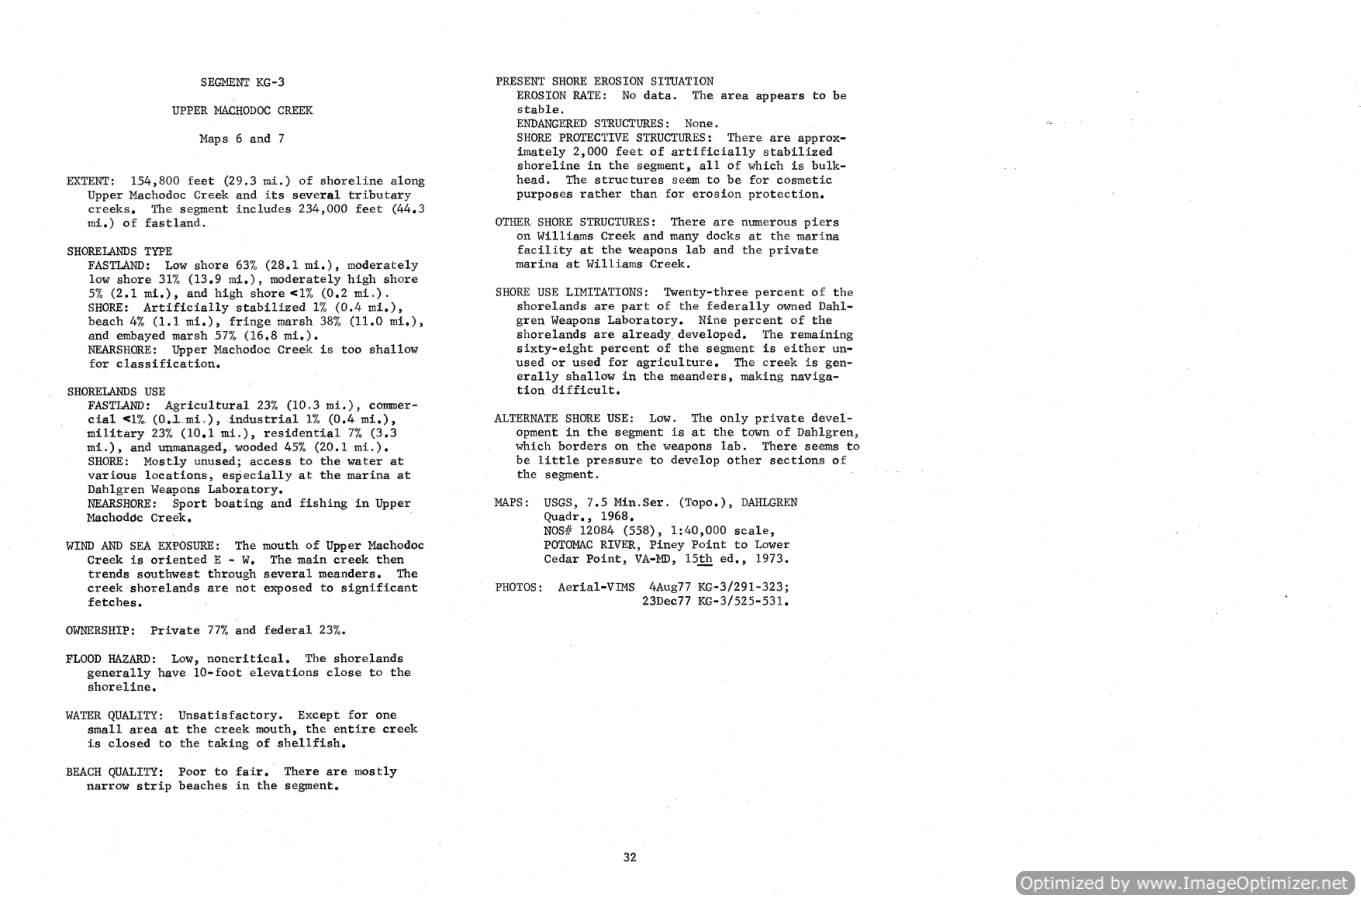 SEGMENT KG-3
UPPER MACHODOC CREEK
Maps 6 and 7
EXTENT: 154,800 feet (29.3 mi.) of shoreline along
Upper Machodoc Creek and its several tributary
creeks. The segment includes 234,000 feet (44.3
mi.) of fastland.
SHORELANDS TYPE
FASTLAND: Low shore 63% (28.1 mi.), moderately
low shore 31% (13.9 mi.), moderately high shore
5% (2.1 mi.), and high shore <1% (0.2 mi.).
SHORE: Artificially stabilized 1% (0.4 mi.),
beach 4% (1.1 mi.), fringe marsh 38% (11.0 mi.),
and embayed marsh 57% (16.8 mi.).
NEARSHORE: Upper Machodoc Creek is too shallow
for classification.
SHORELANDS USE
FASTLAND: Agricultural 23% (10.3 mi.), commer-
cial <1% (0.1 mi.), industrial 1% (0.4 mi.),
military 23% (10.1 mi.), residential 7% (3.3
mi.), and unmanaged, wooded 45% (20.1 mi.).
SHORE: Mostly unused; access to the water at
various locations, especially at the marina at
Dahlgren Weapons Laboratory.
NEARSHORE: Sport boating and fishing in Upper
Machodoc Creek.
WIND AND SEA EXPOSURE: The mouth of Upper Machodoc
Creek is oriented E - W. The main creek then
trends southwest through several meanders. The
creek shorelands are not exposed to significant
fetches.
OWNERSHIP: Private 77% and federal 23%.
FLOOD HAZARD: Low, noncritical. The shorelands
generally have 10-foot elevations close to the
shoreline.
WATER QUALITY: Unsatisfactory. Except for one
small area at the creek mouth, the entire creek
is closed to the taking of shellfish.
BEACH QUALITY: Poor to fair. There are mostly
narrow strip beaches in the segment.
PRESENT SHORE EROSION SITUATION
EROSION RATE: No data. The area appears to be
stable.
ENDANGERED STRUCTURES: None.
SHORE PROTECTIVE STRUCTURES: There are approx-
imately 2,000 feet of artificially stabilized
shoreline in the segment, all of which is bulk-
head. The structures seem to be for cosmetic
purposes rather than for erosion protection.
OTHER SHORE STRUCTURES: There are numerous piers
on Williams Creek and many docks at the marina
facility at the weapons lab and the private
marina at Williams Creek.
SHORE USE LIMITATIONS: Twenty-three percent of the
shorelands are part of the federally owned Dahl-
gren Weapons Laboratory. Nine percent of the
shorelands are already developed. The remaining
sixty-eight percent of the segment is either un-
used or used for agriculture. The creek is gen-
erally shallow in the meanders, making naviga-
tion difficult.
ALTERNATE SHORE USE: Low. The only private devel-
opment in the segment is at the town of Dahlgren,
which borders on the weapons lab. There seems to
be little pressure to develop other sections of
the segment.
MAPS: USGS, 7.5 Min.Ser. (Topo.), DAHLGREN
Quadr., 1968.
NOS# 12084 (558), 1:40,000 scale,
POTOMAC RIVER, Piney Point to Lower
Cedar Point, VA-MD, 15th ed., 1973.
PHOTOS: Aerial-VIMS 4Aug77 KG-3/291-323;
23Dec77 KG-3/525-531.
32
Optimized by www.ImageOptimizer.net